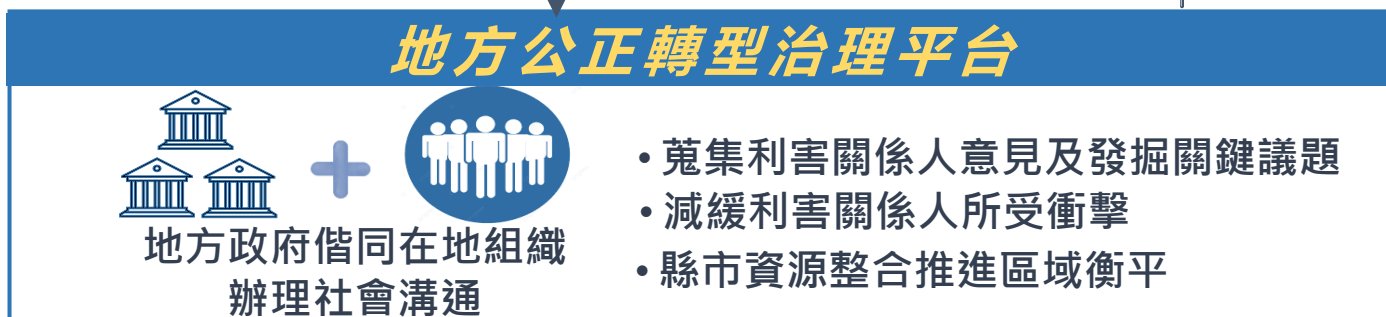 地方公正轉型治理平台
地方政府偕同在地組織
辦理社會溝通
• 蒐集利害關係人意見及發掘關鍵議題
• 減緩利害關係人所受衝擊
• 縣市資源整合推進區域衡平